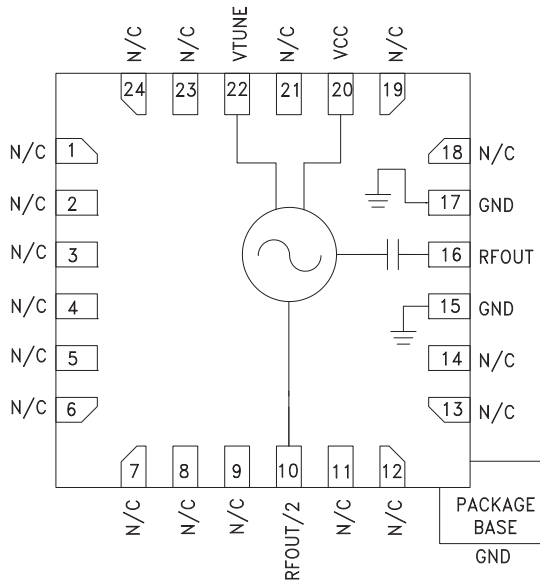 N/C N/C VTUNE N/C VCC N/C
24 23 22 21 20 19
N/C 1 18 N/C
N/C 2 17 GND
N/C 3 16 RFOUT
N/C 4 15 GND
N/C 5 14 N/C
N/C 6 13 N/C
7 8 9 10 11 12
N/C N/C N/C RFOUT/2 N/C N/C
PACKAGE
BASE
GND